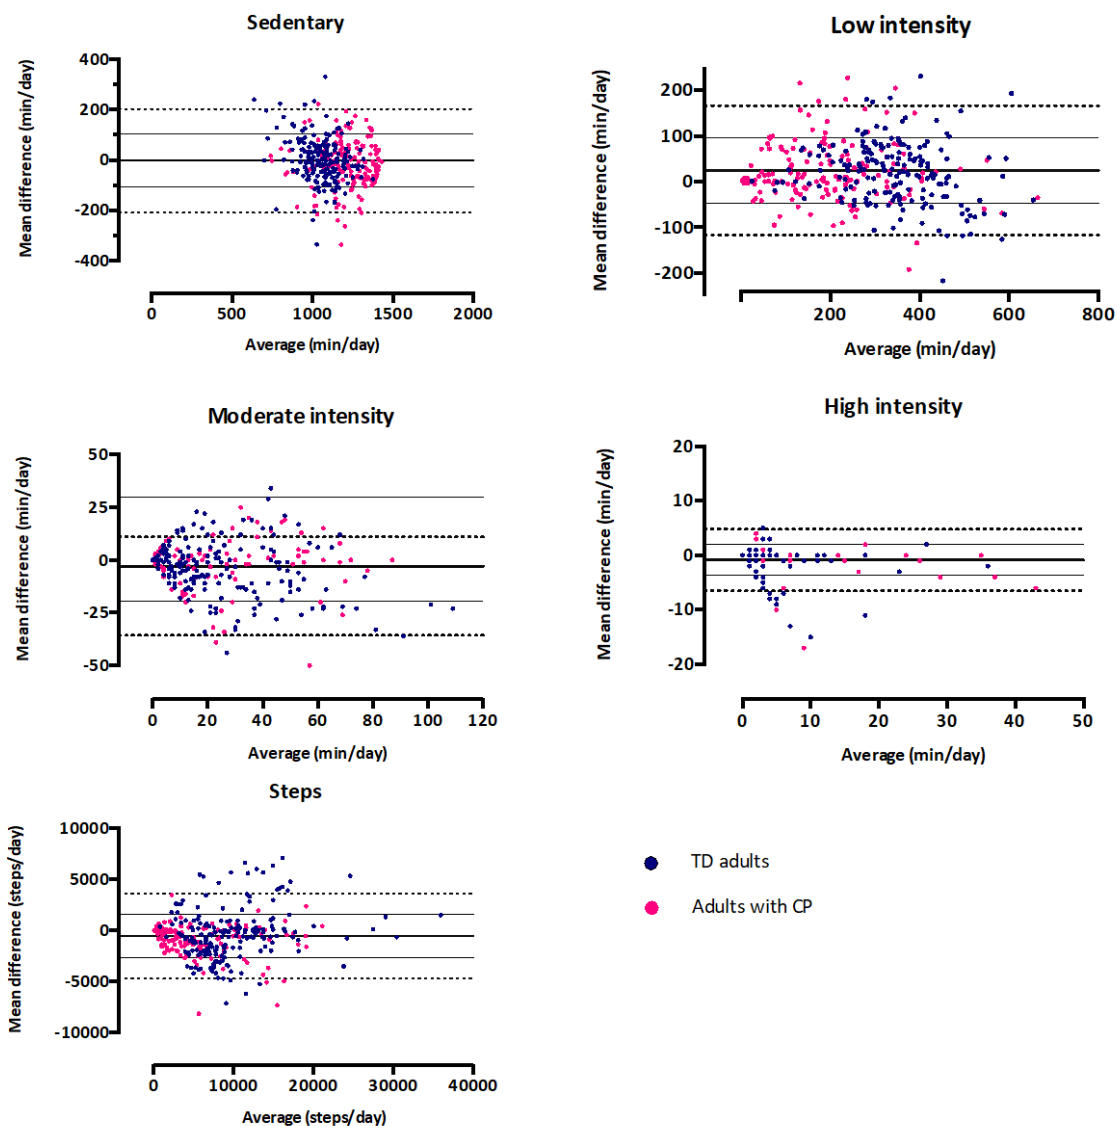 Sedentary
400
200
0
-200
-400
Mean difference (min/day)
0 500 1000 1500 2000
Average (min/day)
Low intensity
200
100
0
-100
-200
Mean difference (min/day)
200 400 600 800
Average (min/day)
Moderate intensity
50
25
0
-25
-50
Mean difference (min/day)
0 20 40 60 80 100 120
Average (min/day)
High intensity
20
10
0
-10
-20
Mean difference (min/day)
0 10 20 30 40 50
Average (min/day)
Steps
10000
5000
0
-5000
-10000
Mean difference (steps/day)
0 10000 20000 30000 40000
Average (steps/day)
TD adults
Adults with CP